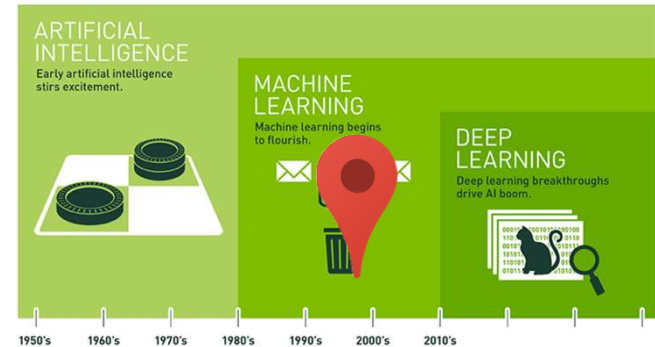 ARTIFICIAL
INTELLIGENCE
Early artificial intelligence
stirs excitement.
MACHINE
LEARNING
Machine learning begins
to flourish.
DEEP
LEARNING
Deep learning breakthroughs
drive AI boom.
1950's 1960's 1970's 1980's 1990's 2000's 2010's